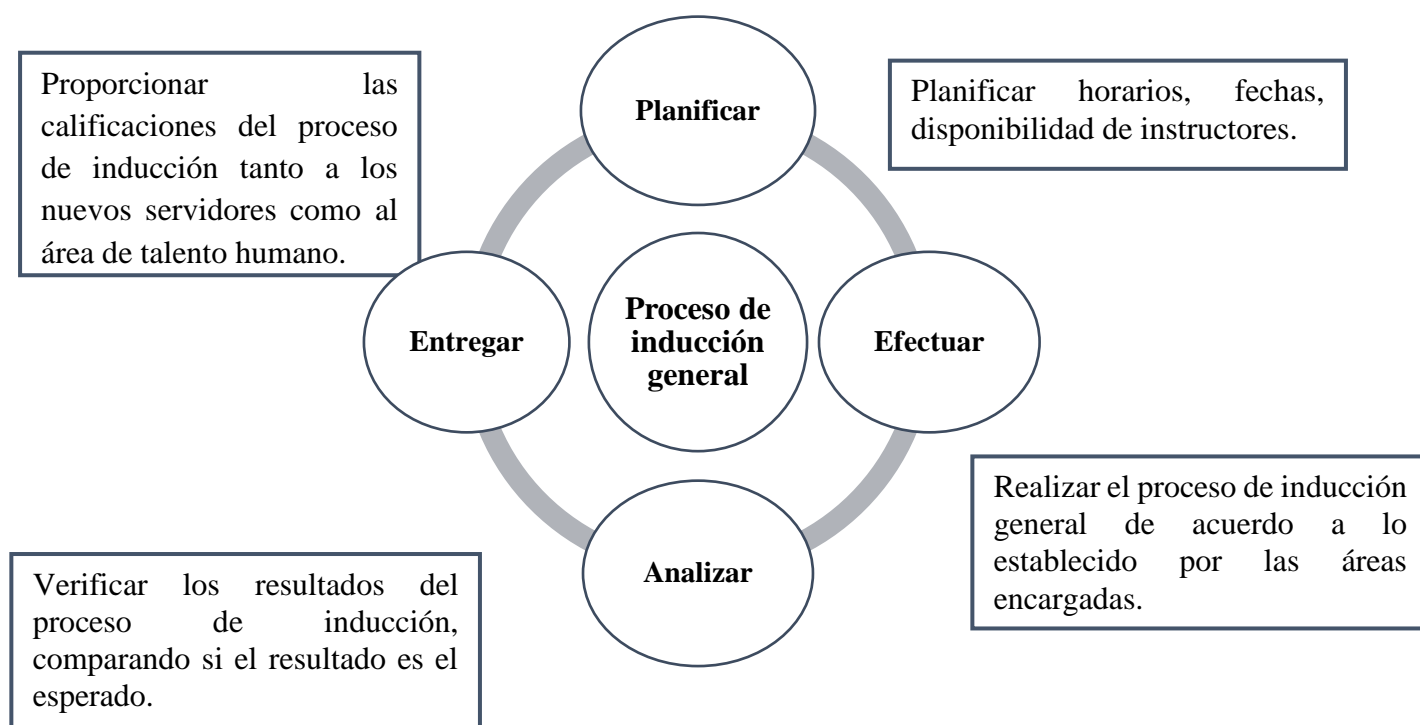 Planificar
Planificar horarios, fechas,
disponibilidad de instructores.
Proporcionar las
calificaciones del proceso
de inducción tanto a los
nuevos servidores como al
área de talento humano.
Entregar
Proceso de
inducción
general
Efectuar
Realizar el proceso de inducción
general de acuerdo a lo
establecido por las áreas
encargadas.
Analizar
Verificar los resultados del
proceso de inducción,
comparando si el resultado es el
esperado.